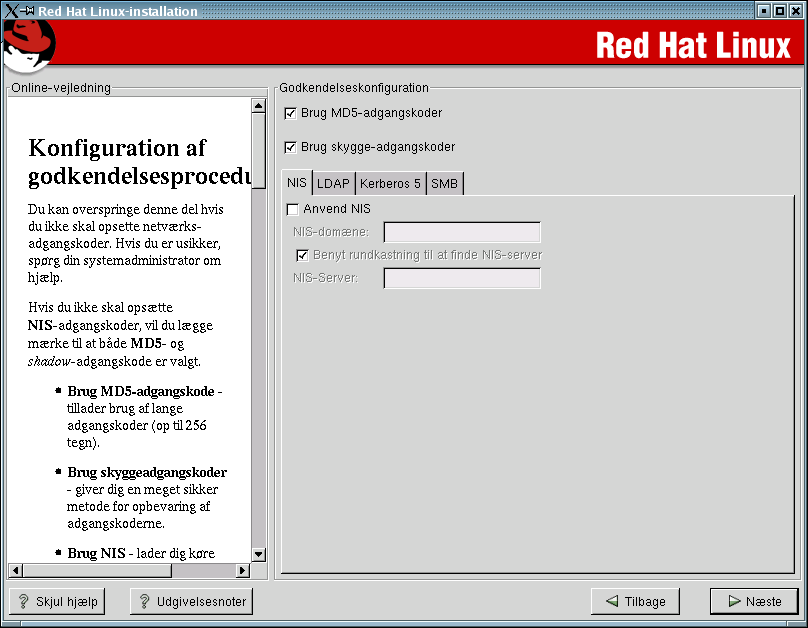 Red Hat Linux-installation
Red Hat Linux
Online-vejledning
Konfiguration af
godkendelsesprocedu
Du kan overspringe denne del hvis
du ikke skal opsette netværks-
adgangskoder. Hvis du er usikker,
spørg din systemadministrator om
hjælp.
Hvis du ikke skal opsætte
NIS-adgangskoder, vil du lægge
mærke til at både MD5- og
shadow-adgangskode er valgt.
Brug MD5-adgangskode -
tillader brug af lange
adgangskoder (op til 256
tegn).
Brug skyggeadgangskoder
- giver dig en meget sikker
metode for opbevaring af
adgangskoderne.
Brug NIS - lader dig køre
Godkendelseskonfiguration
Brug MD5-adgangskoder
Brug skygge-adgangskoder
NIS LDAP Kerberos 5 SMB
Anvend NIS
NIS-domæne:
Benyt rundkastning til at finde NIS-server
NIS-Server:
Skjul hjælp Udgivelsesnoter Tilbage Næste